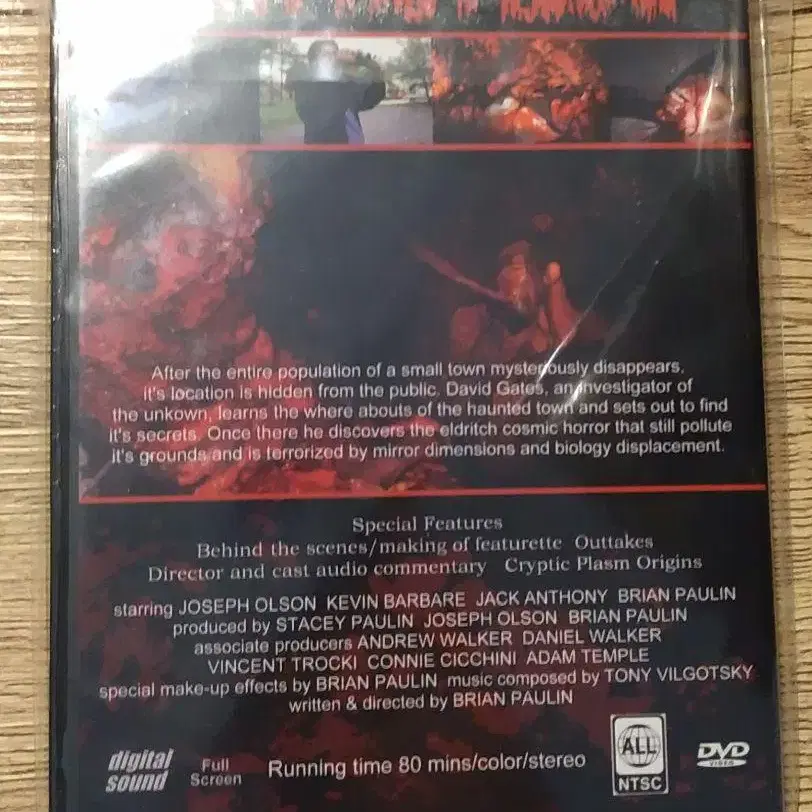 After the entire population of a small town mysteriously disappears,
it's location is hidden from the public. David Gates, an investigator of
the unkown, learns the where abouts of the haunted town and sets out to find
it's secrets. Once there he discovers the eldritch cosmic horror that still pollute
it's grounds and is terrorized by mirror dimensions and biology displacement.
Special Features
Behind the scenes/making of featurette Outtakes
Director and cast audio commentary Cryptic Plasm Origins
starring JOSEPH OLSON KEVIN BARBARE JACK ANTHONY BRIAN PAULIN
produced by STACEY PAULIN JOSEPH OLSON BRIAN PAULIN
associate producers ANDREW WALKER DANIEL WALKER
VINCENT TROCKI CONNIE CICCHINI ADAM TEMPLE
special make-up effects by BRIAN PAULIN music composed by TONY VILGOTSKY
written & directed by BRIAN PAULIN
digital sound
Full Screen
Running time 80 mins/color/stereo
ALL
NTSC
DVD
VIDEO